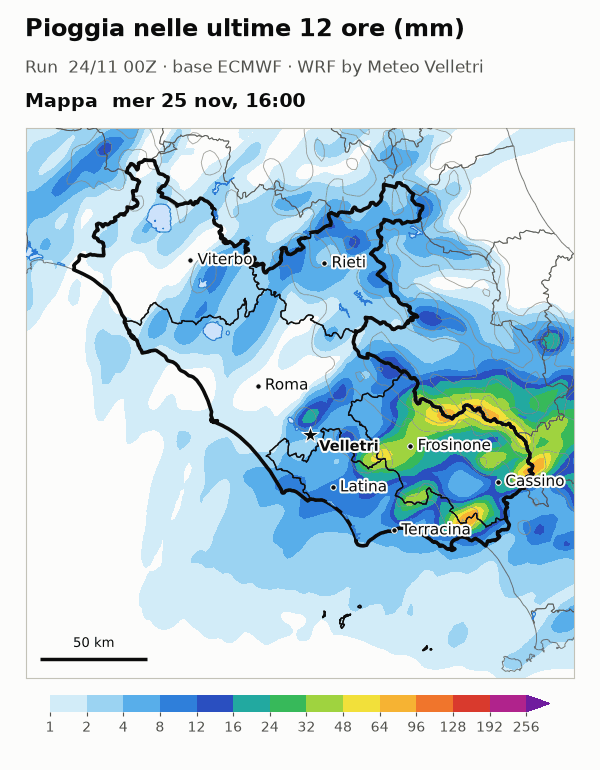 Pioggia nelle ultime 12 ore (mm)
Run  24/11 00Z · base ECMWF · WRF by Meteo Velletri
Mappa  mer 25 nov, 16:00
Viterbo
Rieti
Roma
Velletri
Frosinone
Cassino
Latina
Terracina
50 km
1 2 4 8 12 16 24 32 48 64 96 128 192 256